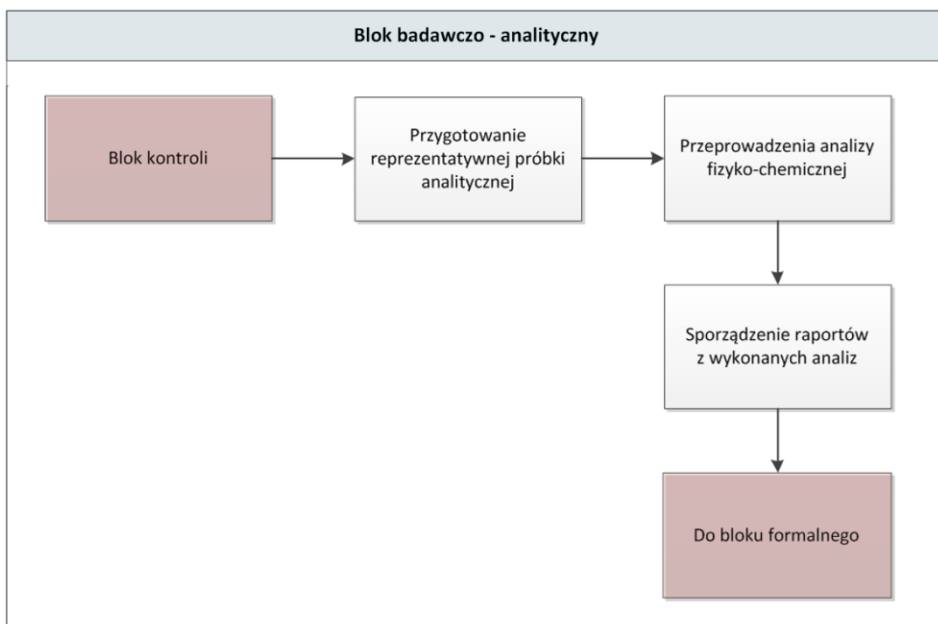 Blok badawczo - analityczny
Blok kontroli
Przygotowanie
reprezentatywnej próbki
analitycznej
Przeprowadzenia analizy
fizyko-chemicznej
Sporządzenie raportów
z wykonanych analiz
Do bloku formalnego